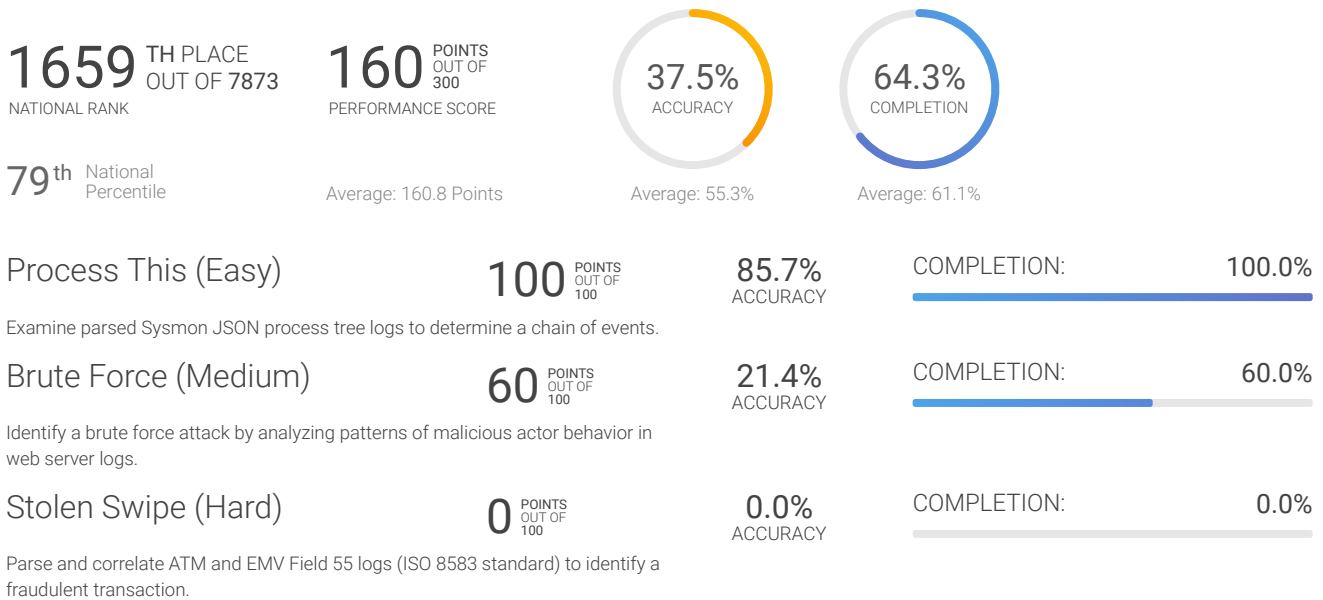 1659 TH PLACE
OUT OF 7873
NATIONAL RANK
160 POINTS
OUT OF
300
PERFORMANCE SCORE
37.5%
ACCURACY
64.3%
COMPLETION
79th National
Percentile
Average: 160.8 Points
Average: 55.3%
Average: 61.1%
Process This (Easy)
100 POINTS
OUT OF
100
85.7%
ACCURACY
COMPLETION: 100.0%
Examine parsed Sysmon JSON process tree logs to determine a chain of events.
Brute Force (Medium)
60 POINTS
OUT OF
100
21.4%
ACCURACY
COMPLETION: 60.0%
Identify a brute force attack by analyzing patterns of malicious actor behavior in
web server logs.
Stolen Swipe (Hard)
0 POINTS
OUT OF
100
0.0%
ACCURACY
COMPLETION: 0.0%
Parse and correlate ATM and EMV Field 55 logs (ISO 8583 standard) to identify a
fraudulent transaction.